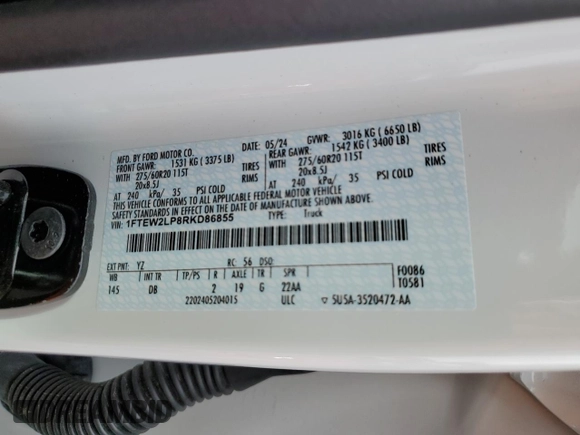 MFD. BY FORD MOTOR CO.
DATE: 05/24 GVWR: 3016 KG ( 6650 LB)
FRONT GAWR: 1531 KG ( 3375 LB) REAR GAWR: 1542 KG ( 3400 LB)
WITH 275/60R20 115T TIRES WITH 275/60R20 115T TIRES
20x8.5J RIMS 20x8.5J RIMS
AT 240 kPa/ 35 PSI COLD AT 240 kPa/ 35 PSI COLD
THIS VEHICLE CONFORMS TO ALL APPLICABLE FEDERAL MOTOR VEHICLE
SAFETY STANDARDS IN EFFECT ON THE DATE OF MANUFACTURE SHOWN ABOVE.
VIN: 1FTEW2LP8RKD86855 TYPE: Truck
EXT PNT: YZ RC: 56 DSO:
WB INT TR TP/PS R AXLE TR SPR F0086
145 DB 2 19 G 22AA T0581
2202405204015 ULC 5U5A-3520472-AA
DREAMBID